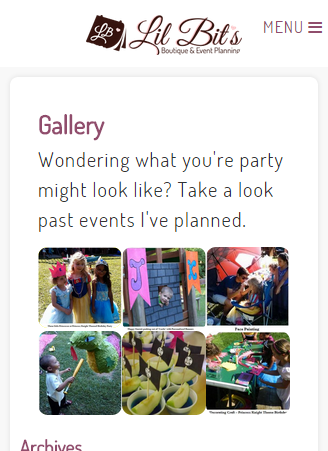 LB
Lil Bit's
Boutique & Event Planning
MENU
Gallery
Wondering what you're party
might look like? Take a look
past events I've planned.
J
Face Painting
Archives